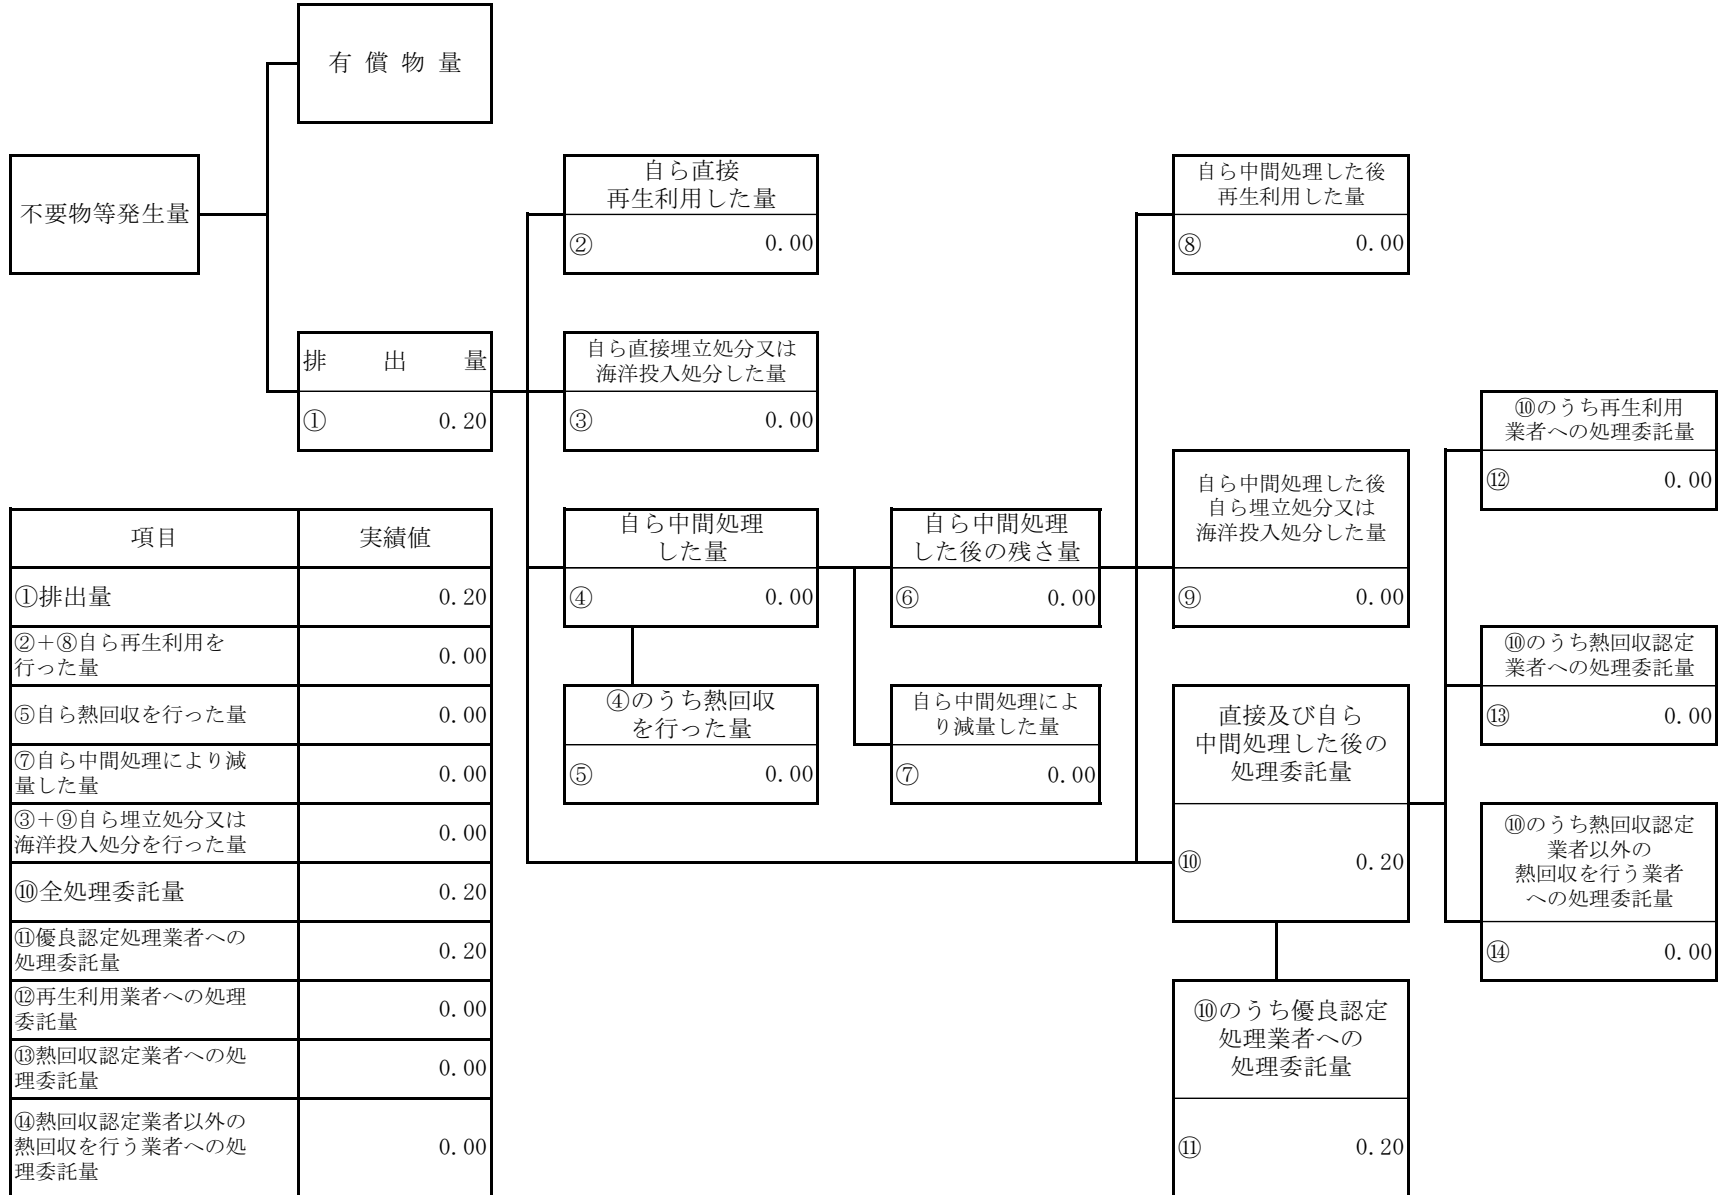 有償物量
不要物等発生量
自ら直接
再生利用した量
② 0.00
自ら中間処理した後
再生利用した量
⑧ 0.00
排出量
① 0.20
自ら直接埋立処分又は
海洋投入処分した量
③ 0.00
⑩のうち再生利用
業者への処理委託量
⑫ 0.00
自ら中間処理した後
自ら埋立処分又は
海洋投入処分した量
⑨ 0.00
自ら中間処理
した量
④ 0.00
自ら中間処理
した後の残さ量
⑥ 0.00
⑩のうち熱回収認定
業者への処理委託量
⑬ 0.00
④のうち熱回収
を行った量
⑤ 0.00
自ら中間処理によ
り減量した量
⑦ 0.00
直接及び自ら
中間処理した後の
処理委託量
⑩ 0.20
⑩のうち熱回収認定
業者以外の
熱回収を行う業者
への処理委託量
⑭ 0.00
⑩のうち優良認定
処理業者への
処理委託量
⑪ 0.20
項目 実績値
①排出量 0.20
②+⑧自ら再生利用を
行った量 0.00
⑤自ら熱回収を行った量 0.00
⑦自ら中間処理により減
量した量 0.00
③+⑨自ら埋立処分又は
海洋投入処分を行った量 0.00
⑩全処理委託量 0.20
⑪優良認定処理業者への
処理委託量 0.20
⑫再生利用業者への処理
委託量 0.00
⑬熱回収認定業者への処
理委託量 0.00
⑭熱回収認定業者以外の
熱回収を行う業者への処
理委託量 0.00